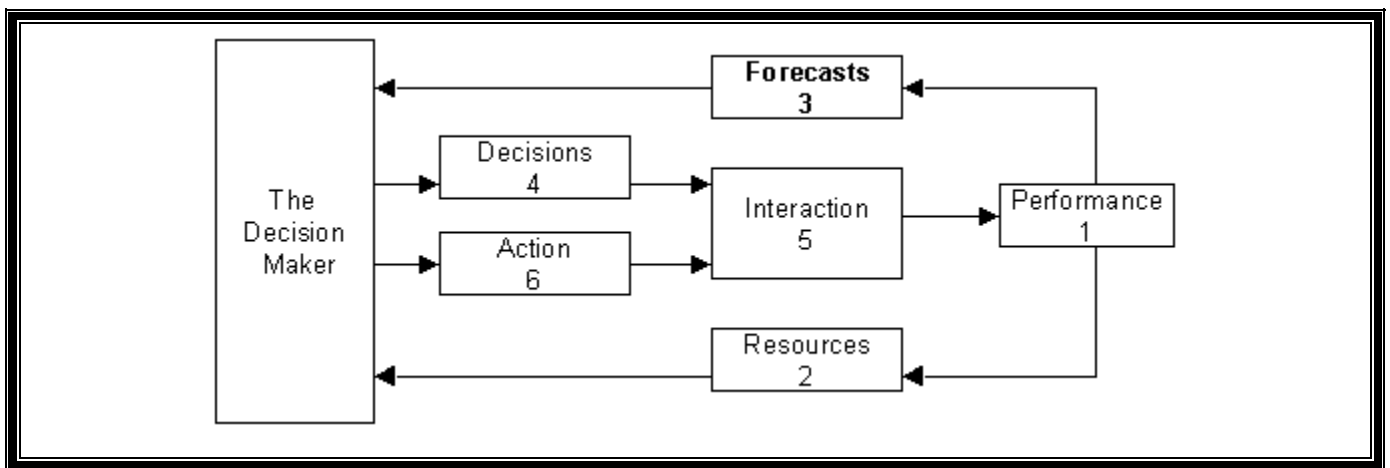 The
Decision
Maker
Forecasts
3
Decisions
4
Action
6
Interaction
5
Performance
1
Resources
2